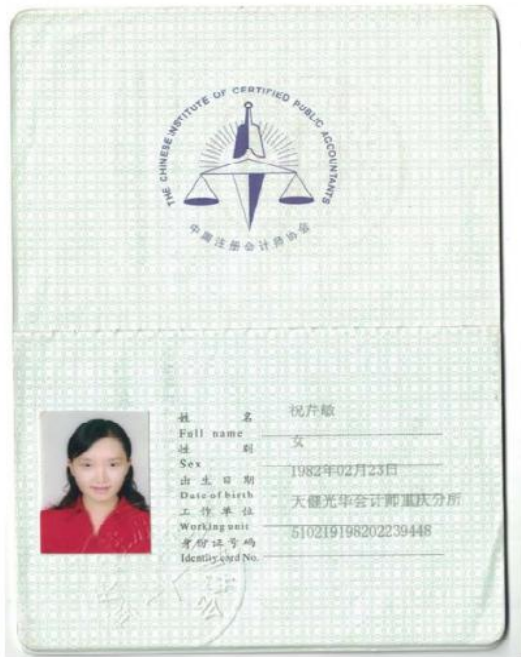 THE CHINESE INSTITUTE OF CERTIFIED PUBLIC ACCOUNTANTS
中国注册会计师协会
姓 名 祝芹敏
Full name
性 别 女
Sex
出生日期 1982年02月23日
Date of birth
工作单位 天健光华会计师重庆分所
Working unit
身份证号码 510219198202239448
Identity card No.